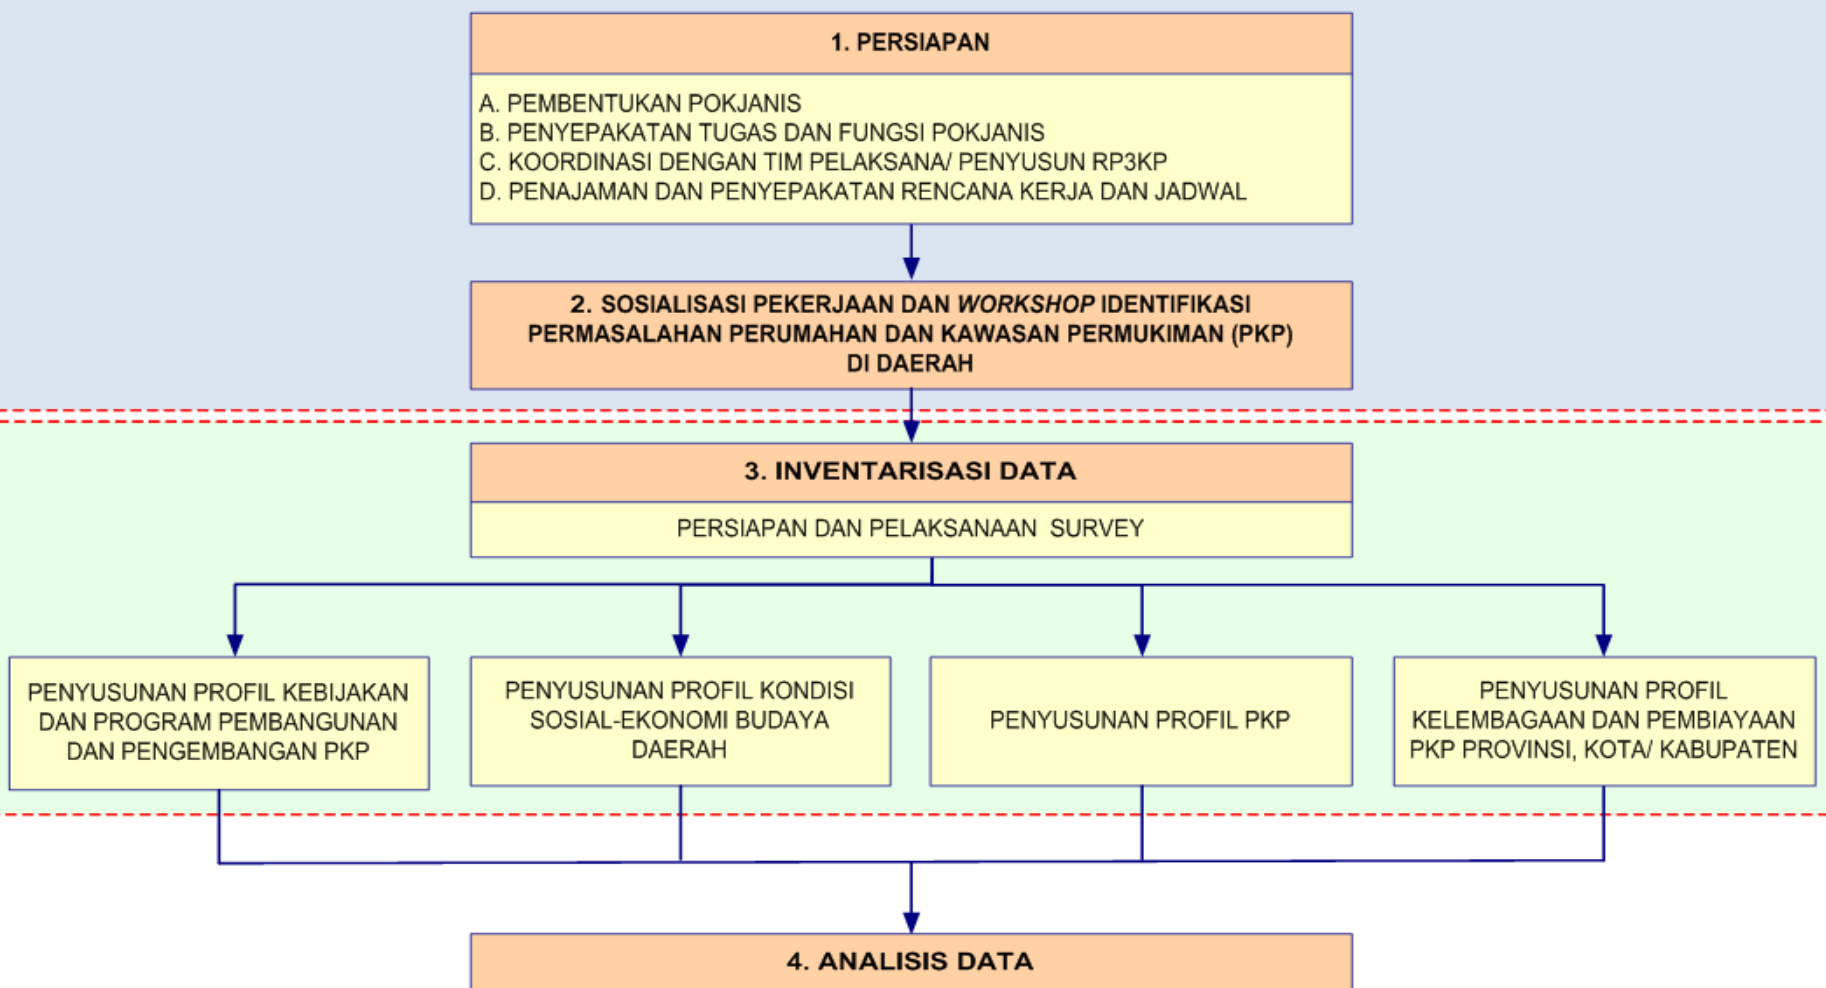 1. PERSIAPAN
A. PEMBENTUKAN POKJANIS
B. PENYEPAKATAN TUGAS DAN FUNGSI POKJANIS
C. KOORDINASI DENGAN TIM PELAKSANA/ PENYUSUN RP3KP
D. PENAJAMAN DAN PENYEPAKATAN RENCANA KERJA DAN JADWAL
2. SOSIALISASI PEKERJAAN DAN WORKSHOP IDENTIFIKASI
PERMASALAHAN PERUMAHAN DAN KAWASAN PERMUKIMAN (PKP)
DI DAERAH
3. INVENTARISASI DATA
PERSIAPAN DAN PELAKSANAAN SURVEY
PENYUSUNAN PROFIL KEBIJAKAN
DAN PROGRAM PEMBANGUNAN
DAN PENGEMBANGAN PKP
PENYUSUNAN PROFIL KONDISI
SOSIAL-EKONOMI BUDAYA
DAERAH
PENYUSUNAN PROFIL PKP
PENYUSUNAN PROFIL
KELEMBAGAAN DAN PEMBIAYAAN
PKP PROVINSI, KOTA/ KABUPATEN
4. ANALISIS DATA